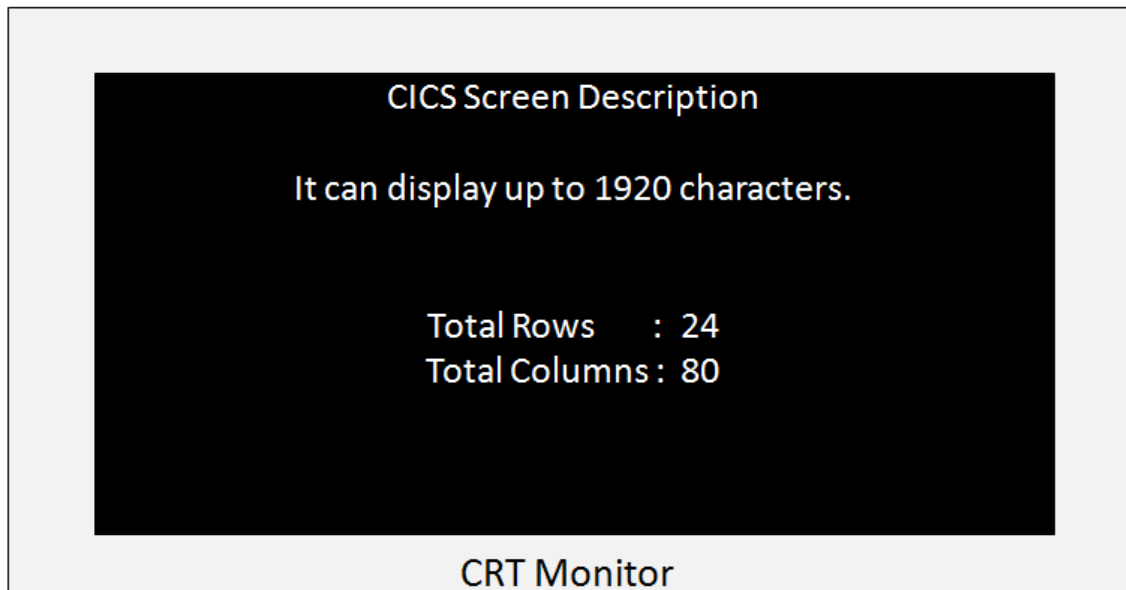 CICS Screen Description
It can display up to 1920 characters.
Total Rows : 24
Total Columns : 80
CRT Monitor